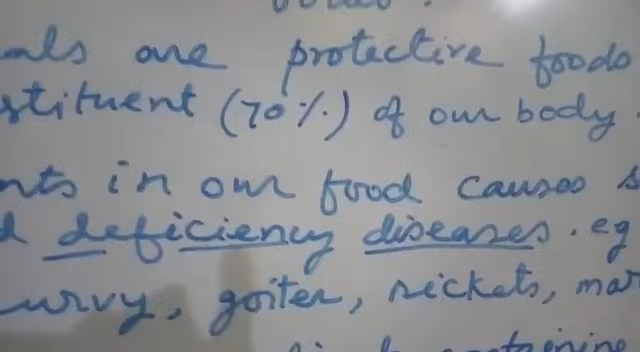 als are protective foods
stituent (70%) of our body.
nts in our food causes s
d deficiency diseases. eg
urvy, goiter, rickets, mar